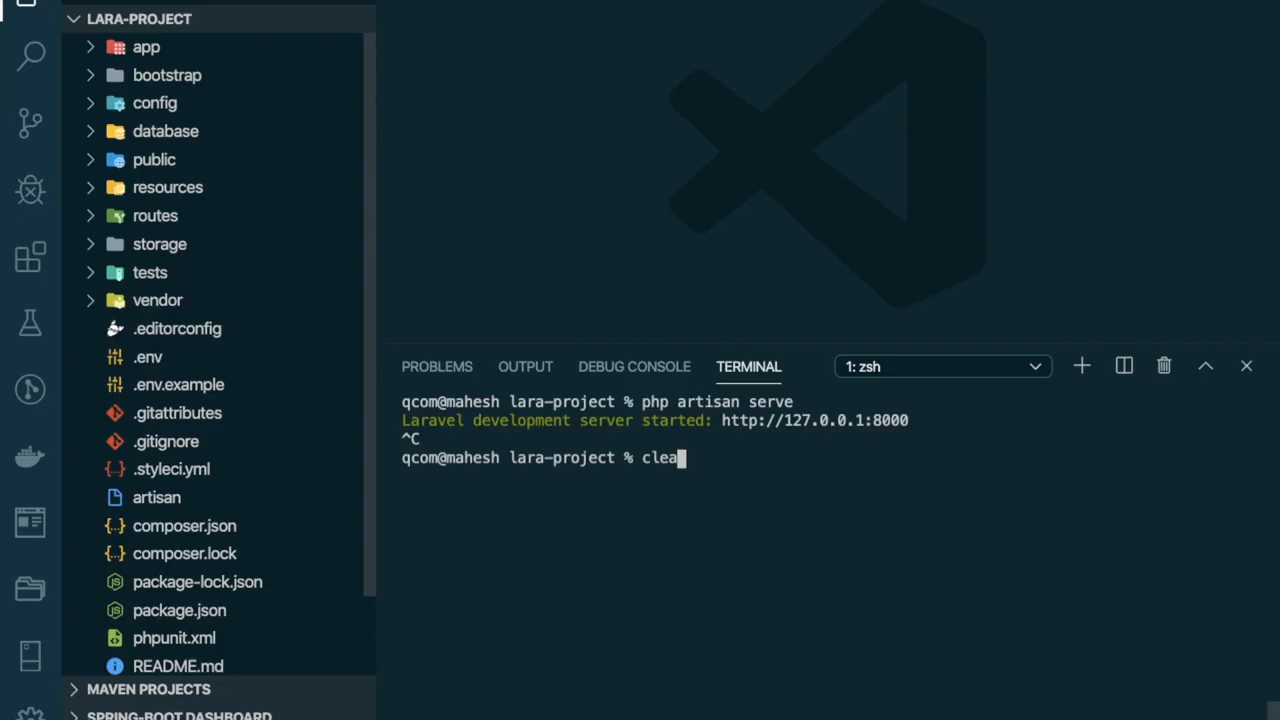 LARA-PROJECT
app
bootstrap
config
database
public
resources
routes
storage
tests
vendor
.editorconfig
.env
.env.example
.gitattributes
.gitignore
.styleci.yml
artisan
composer.json
composer.lock
package-lock.json
package.json
phpunit.xml
README.md
MAVEN PROJECTS
SPRING-BOOT DASHBOARD
PROBLEMS OUTPUT DEBUG CONSOLE TERMINAL 1: zsh
qcom@mahesh lara-project % php artisan serve
Laravel development server started: http://127.0.0.1:8000
^C
qcom@mahesh lara-project % clea